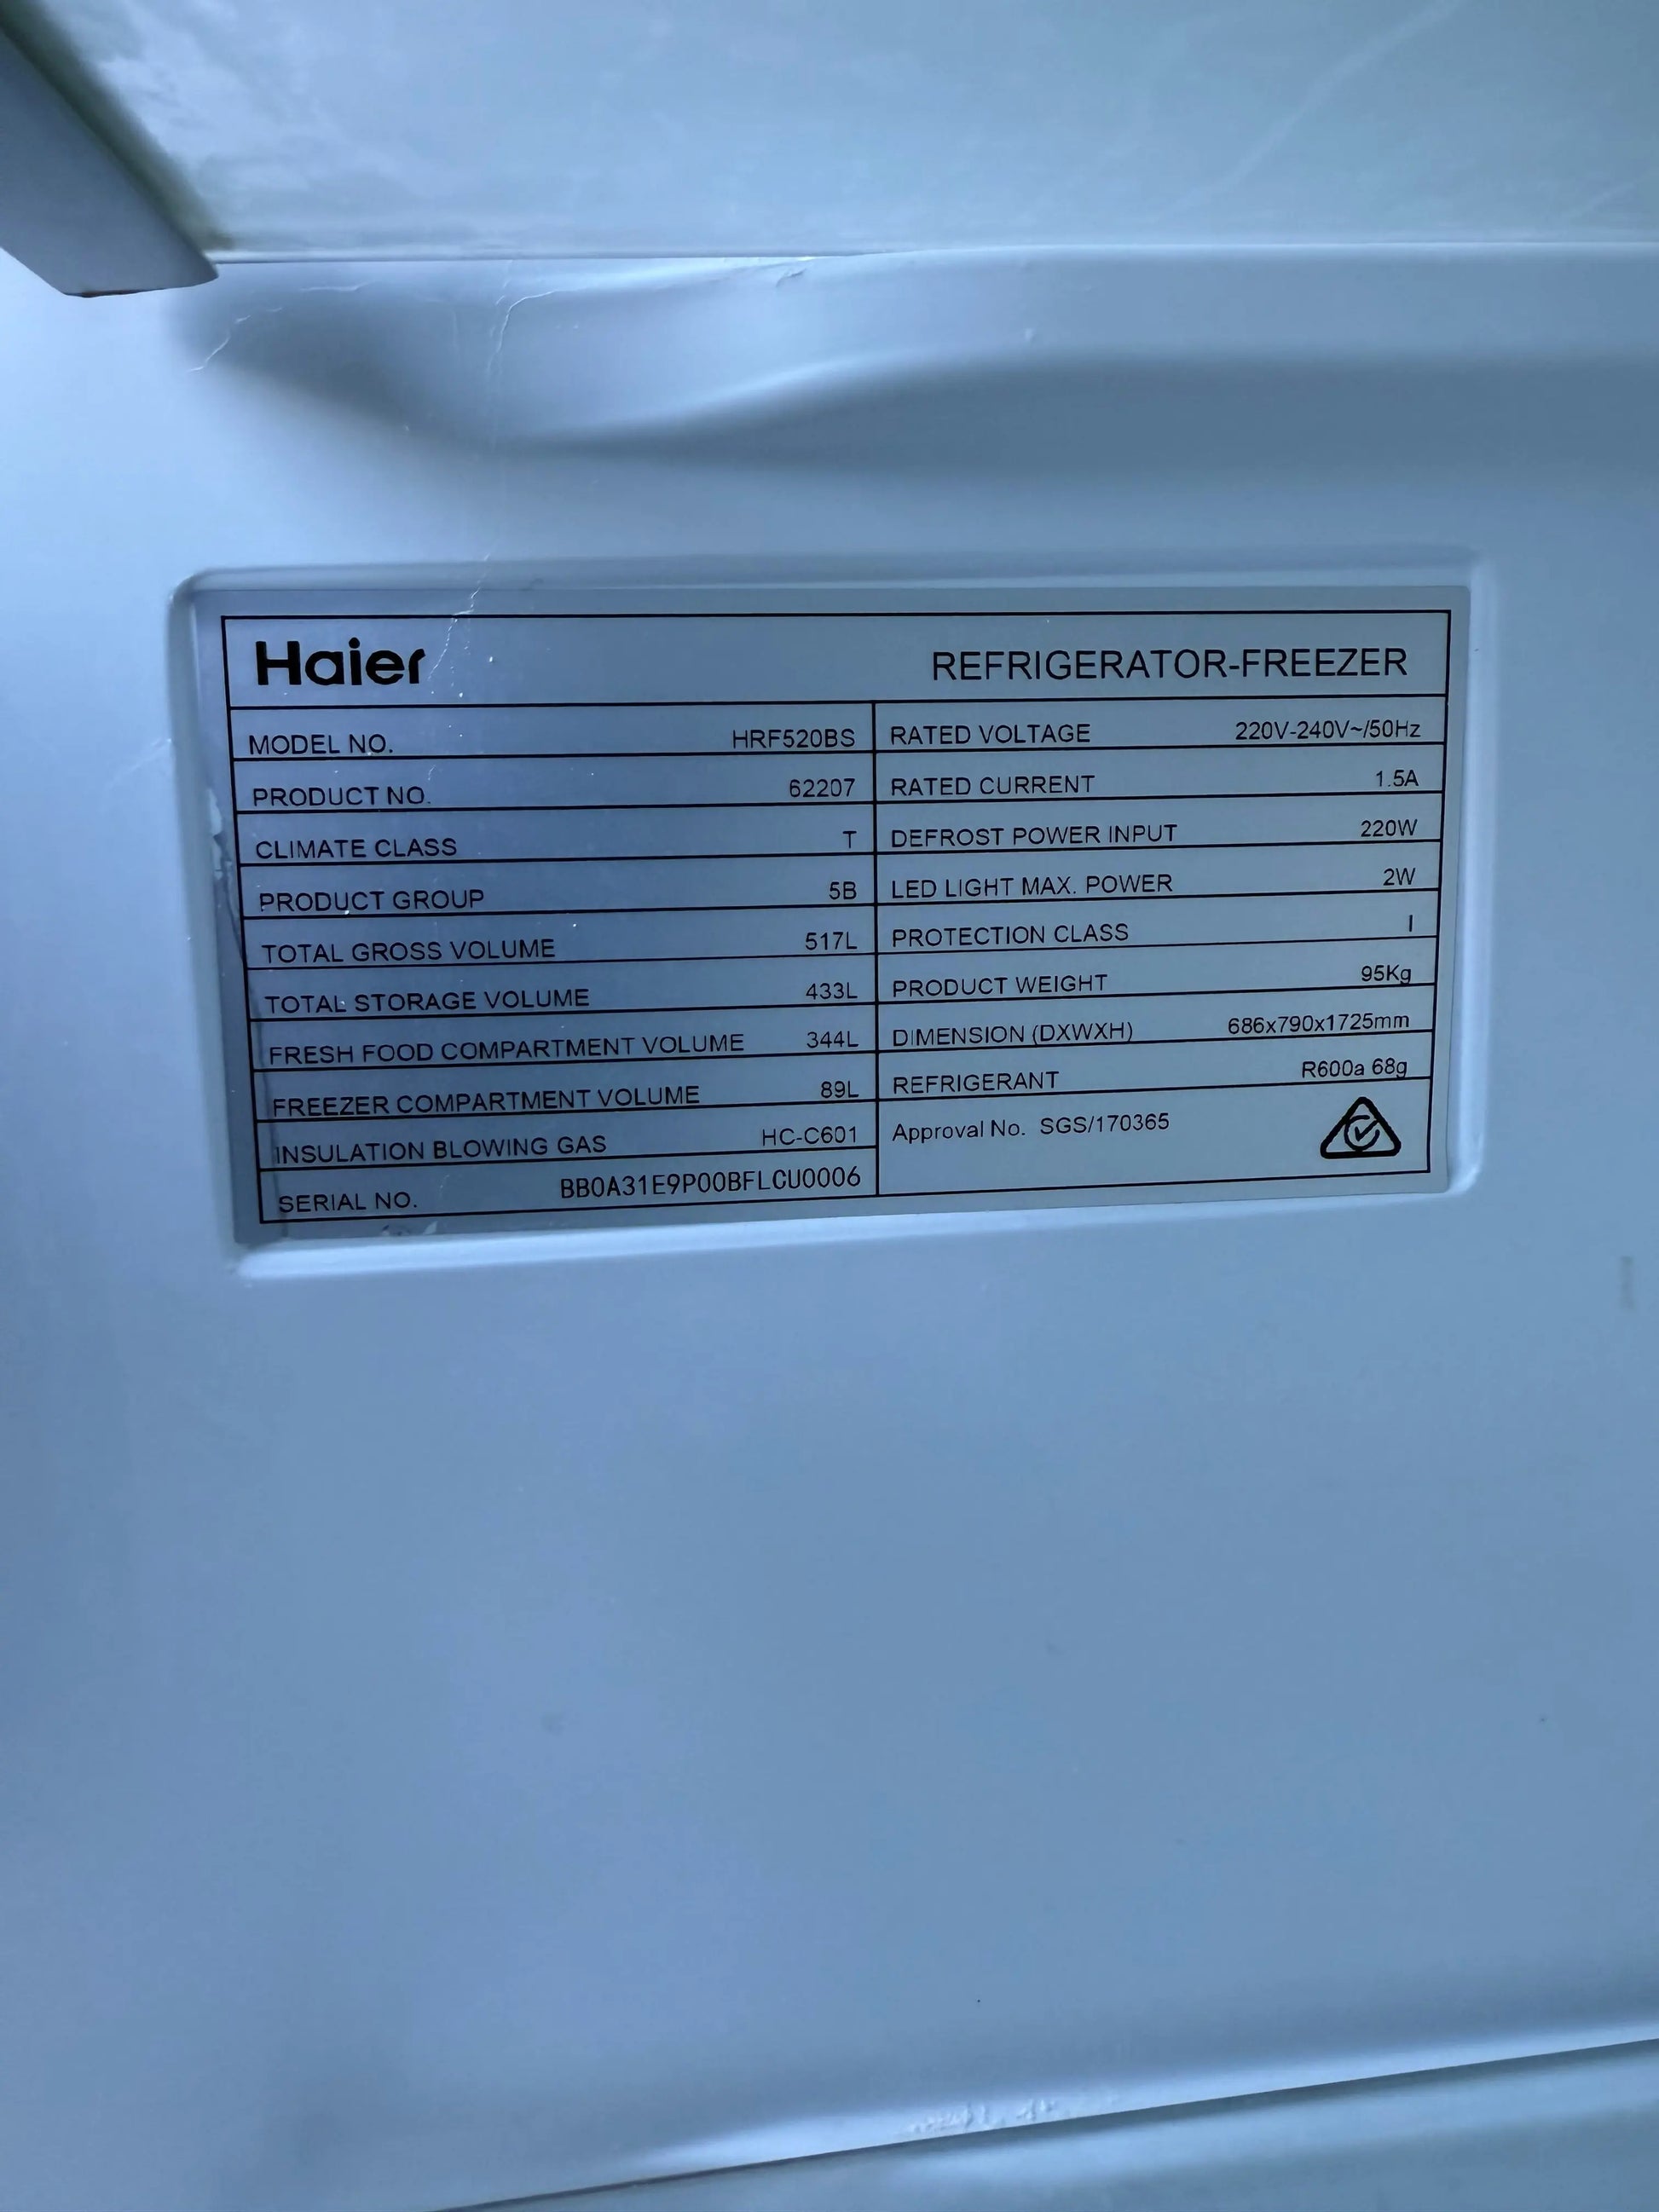 Haier REFRIGERATOR-FREEZER
MODEL NO. HRF520BS
PRODUCT NO. 62207
CLIMATE CLASS T
PRODUCT GROUP 5B
TOTAL GROSS VOLUME 517L
TOTAL STORAGE VOLUME 433L
FRESH FOOD COMPARTMENT VOLUME 344L
FREEZER COMPARTMENT VOLUME 89L
INSULATION BLOWING GAS HC-C601
SERIAL NO. BB0A31E9P00BFLCU0006
RATED VOLTAGE 220V-240V~/50Hz
RATED CURRENT 1.5A
DEFROST POWER INPUT 220W
LED LIGHT MAX. POWER 2W
PROTECTION CLASS I
PRODUCT WEIGHT 95Kg
DIMENSION (DXWXH) 686x790x1725mm
REFRIGERANT R600a 68g
Approval No. SGS/170365